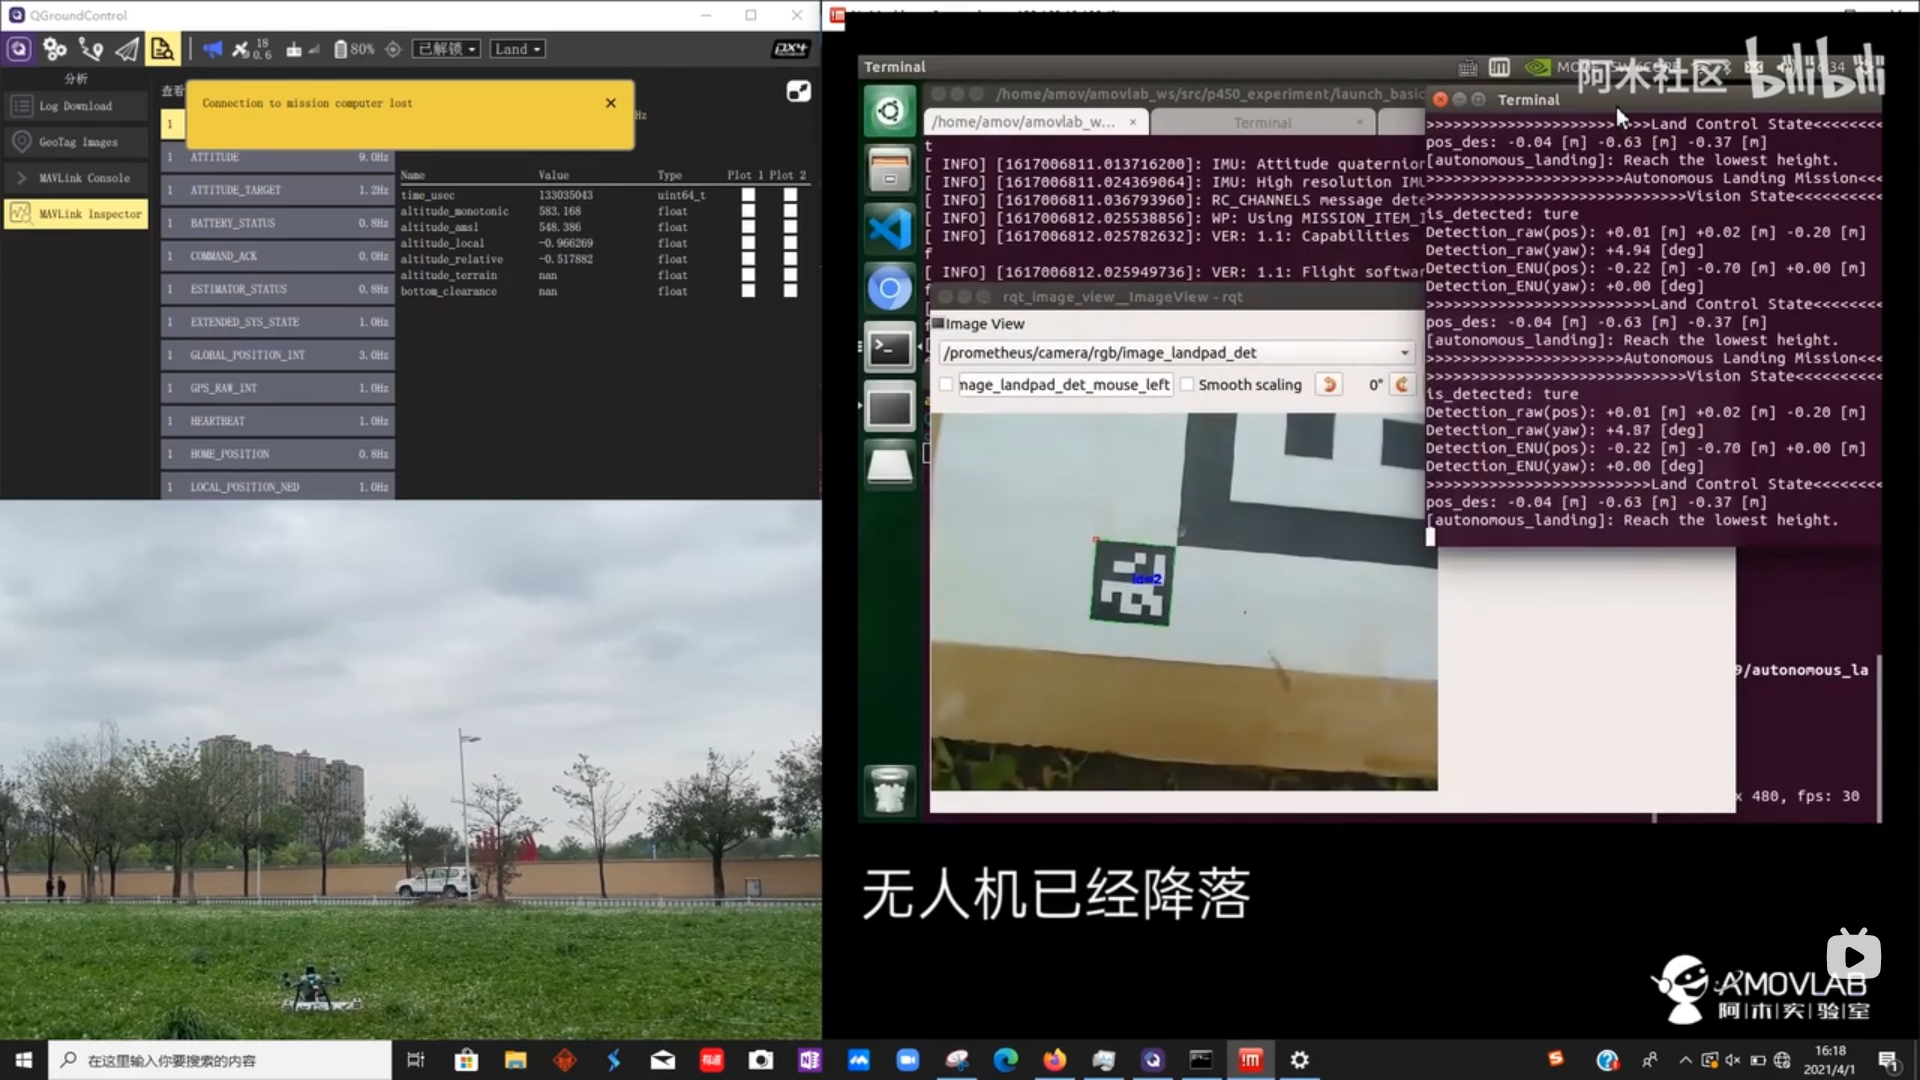 QGroundControl
18
0.6
80%
已解锁
Land
PX4
分析
查看
Log Download
GeoTag Images
MAVLink Console
MAVLink Inspector
Connection to mission computer lost
Hz
1
1 ATTITUDE 9.0Hz
1 ATTITUDE_TARGET 1.2Hz
1 BATTERY_STATUS 0.8Hz
1 COMMAND_ACK 0.0Hz
1 ESTIMATOR_STATUS 0.8Hz
1 EXTENDED_SYS_STATE 1.0Hz
1 GLOBAL_POSITION_INT 3.0Hz
1 GPS_RAW_INT 1.0Hz
1 HEARTBEAT 1.0Hz
1 HOME_POSITION 0.8Hz
1 LOCAL_POSITION_NED 1.0Hz
Name Value Type Plot 1 Plot 2
time_usec 133035043 uint64_t
altitude_monotonic 583.168 float
altitude_amsl 548.386 float
altitude_local -0.966269 float
altitude_relative -0.517882 float
altitude_terrain nan float
bottom_clearance nan float
Terminal
阿木社区 bilibili
/home/amov/amovlab_ws/src/p450_experiment/launch_basic
/home/amov/amovlab_w... ×
Terminal
t
[ INFO] [1617006811.013716200]: IMU: Attitude quaternion
[ INFO] [1617006811.024369064]: IMU: High resolution IMU
[ INFO] [1617006811.036793960]: RC_CHANNELS message dete
[ INFO] [1617006812.025538856]: WP: Using MISSION_ITEM_I
[ INFO] [1617006812.025782632]: VER: 1.1: Capabilities
[ INFO] [1617006812.025949736]: VER: 1.1: Flight softwar
rqt_image_view__ImageView - rqt
Image View
/prometheus/camera/rgb/image_landpad_det
mage_landpad_det_mouse_left
Smooth scaling
0°
id=2
Terminal
>>>>>>>>>>>>>>>>>>>>>>>>>Land Control State<<<<<<<<
pos_des: -0.04 [m] -0.63 [m] -0.37 [m]
[autonomous_landing]: Reach the lowest height.
>>>>>>>>>>>>>>>>>>>>>>Autonomous Landing Mission<<<
>>>>>>>>>>>>>>>>>>>>>>>>>>>>>Vision State<<<<<<<<<<
is_detected: ture
Detection_raw(pos): +0.01 [m] +0.02 [m] -0.20 [m]
Detection_raw(yaw): +4.94 [deg]
Detection_ENU(pos): -0.22 [m] -0.70 [m] +0.00 [m]
Detection_ENU(yaw): +0.00 [deg]
>>>>>>>>>>>>>>>>>>>>>>>>>Land Control State<<<<<<<<
pos_des: -0.04 [m] -0.63 [m] -0.37 [m]
[autonomous_landing]: Reach the lowest height.
>>>>>>>>>>>>>>>>>>>>>>Autonomous Landing Mission<<<
>>>>>>>>>>>>>>>>>>>>>>>>>>>>>Vision State<<<<<<<<<<
is_detected: ture
Detection_raw(pos): +0.01 [m] +0.02 [m] -0.20 [m]
Detection_raw(yaw): +4.87 [deg]
Detection_ENU(pos): -0.22 [m] -0.70 [m] +0.00 [m]
Detection_ENU(yaw): +0.00 [deg]
>>>>>>>>>>>>>>>>>>>>>>>>>Land Control State<<<<<<<<
pos_des: -0.04 [m] -0.63 [m] -0.37 [m]
[autonomous_landing]: Reach the lowest height.
9/autonomous_la
x 480, fps: 30
无人机已经降落
AMOVLAB
阿|木|实|验|室
在这里输入你要搜索的内容
16:18
2021/4/1